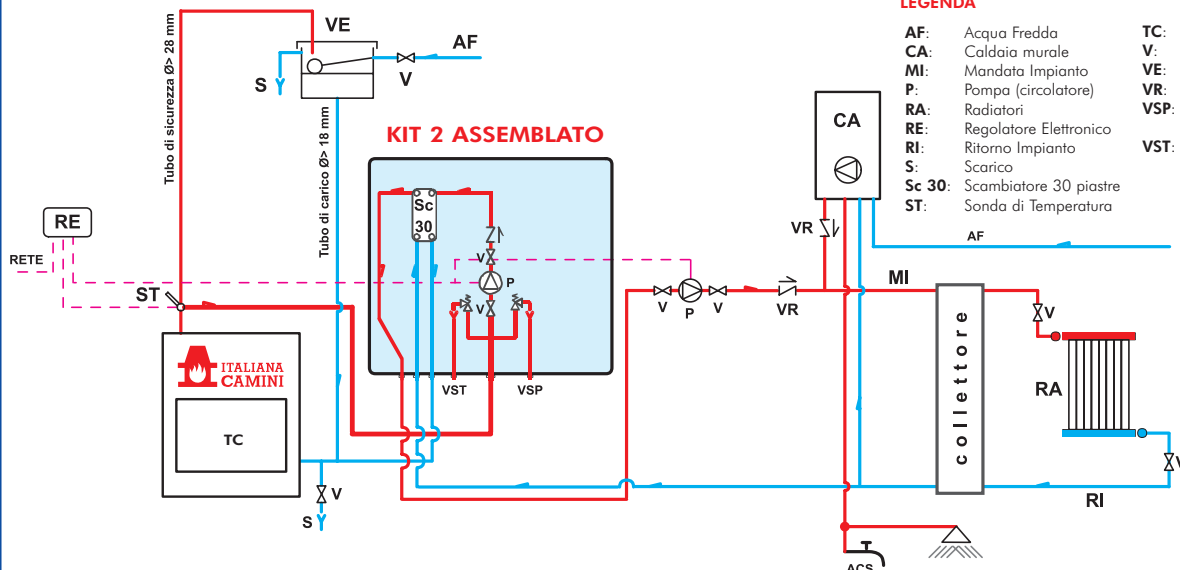 LEGENDA
AF: Acqua Fredda
CA: Caldaia murale
MI: Mandata Impianto
P: Pompa (circolatore)
RA: Radiatori
RE: Regolatore Elettronico
RI: Ritorno Impianto
S: Scarico
Sc 30: Scambiatore 30 piastre
ST: Sonda di Temperatura
TC:
V:
VE:
VR:
VSP:
VST:
Tubo di sicurezza Ø> 28 mm
VE
AF
S
V
Tubo di carico Ø> 18 mm
KIT 2 ASSEMBLATO
Sc
30
V
P
V
VST
VSP
RE
RETE
ST
ITALIANA
CAMINI
TC
V
S
CA
VR
AF
MI
V
P
V
VR
collettore
V
RA
V
RI
ACS